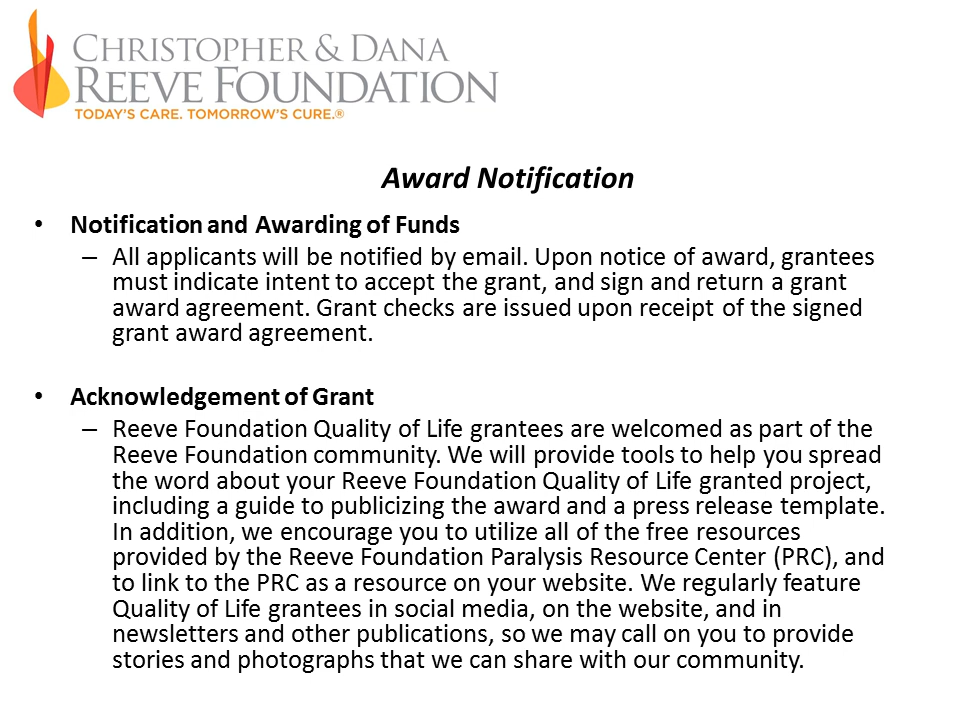 CHRISTOPHER & DANA
REEVE FOUNDATION
TODAY'S CARE. TOMORROW'S CURE.®
Award Notification
• Notification and Awarding of Funds
– All applicants will be notified by email. Upon notice of award, grantees
must indicate intent to accept the grant, and sign and return a grant
award agreement. Grant checks are issued upon receipt of the signed
grant award agreement.
• Acknowledgement of Grant
– Reeve Foundation Quality of Life grantees are welcomed as part of the
Reeve Foundation community. We will provide tools to help you spread
the word about your Reeve Foundation Quality of Life granted project,
including a guide to publicizing the award and a press release template.
In addition, we encourage you to utilize all of the free resources
provided by the Reeve Foundation Paralysis Resource Center (PRC), and
to link to the PRC as a resource on your website. We regularly feature
Quality of Life grantees in social media, on the website, and in
newsletters and other publications, so we may call on you to provide
stories and photographs that we can share with our community.